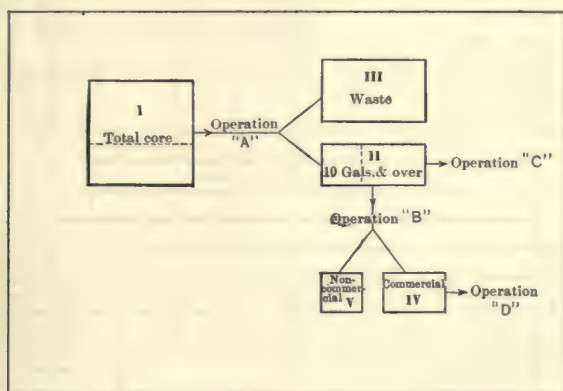 I
Total core
Operation
"A"
III
Waste
II
10 Gals. & over
Operation "C"
Operation "B"
Non-
commer-
cial V
Commercial
IV
Operation
"D"